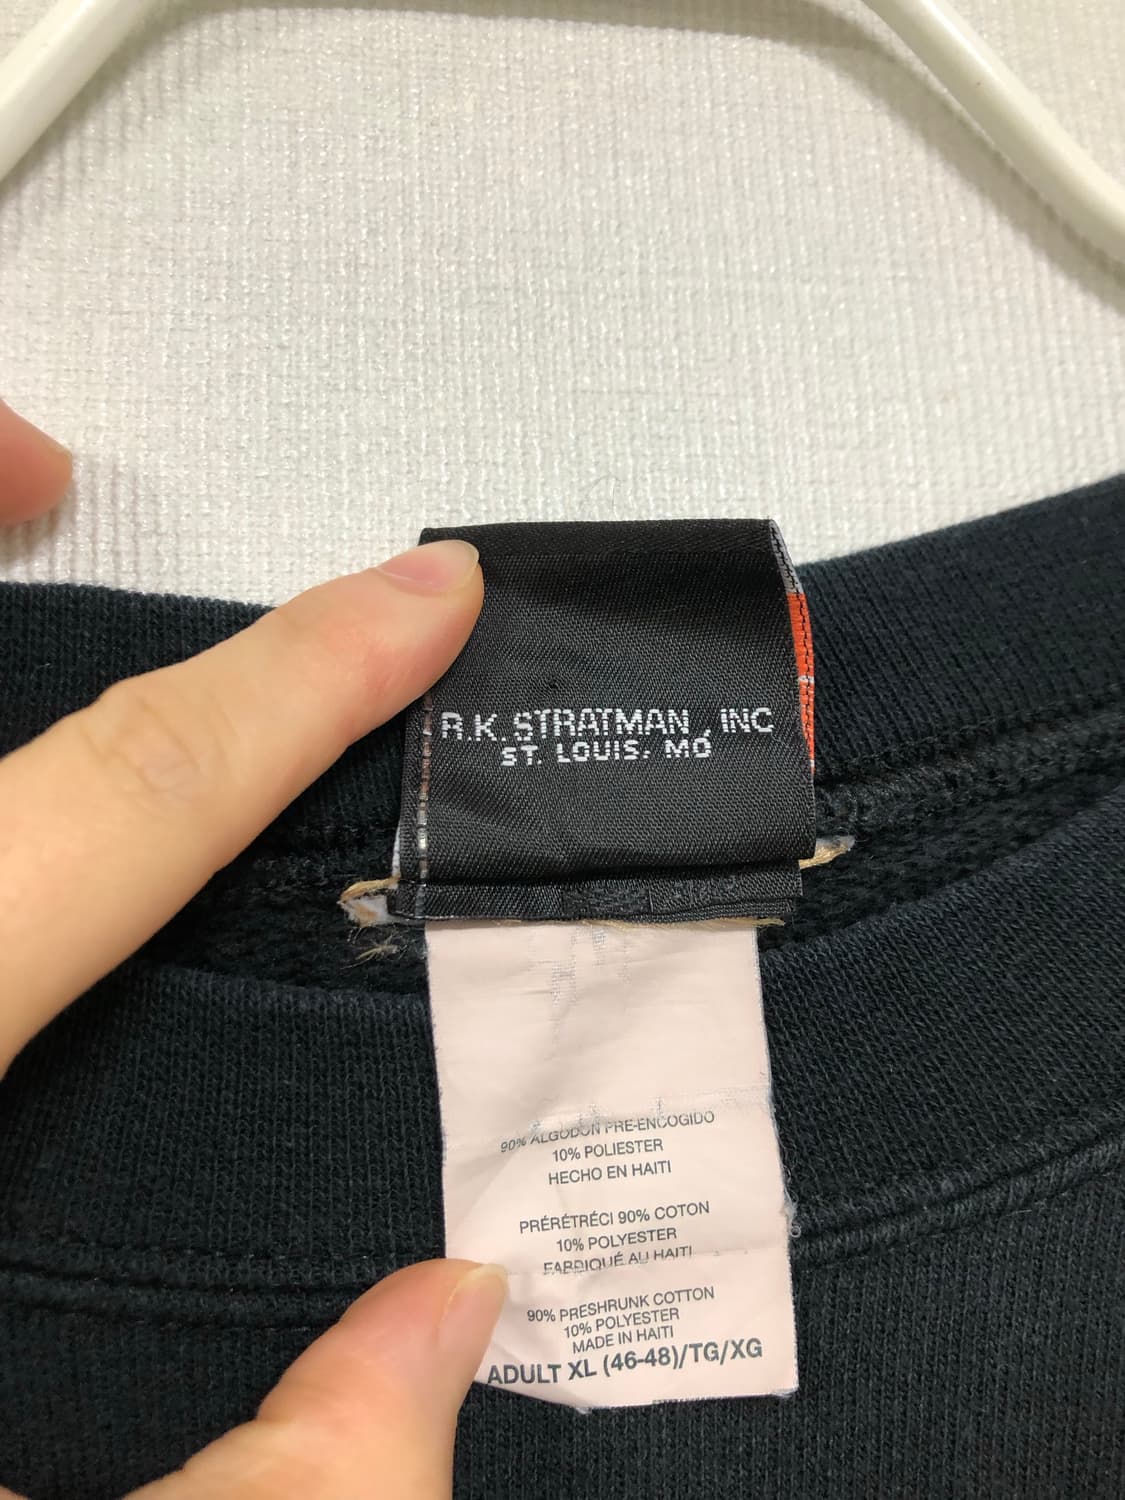 R.K. STRATMAN, INC
ST. LOUIS, MO
90% ALGODON PRE-ENCOGIDO
10% POLIESTER
HECHO EN HAITI
PRÉRÉTRÉCI 90% COTON
10% POLYESTER
FABRIQUÉ AU HAITI
90% PRESHRUNK COTTON
10% POLYESTER
MADE IN HAITI
ADULT XL (46-48)/TG/XG